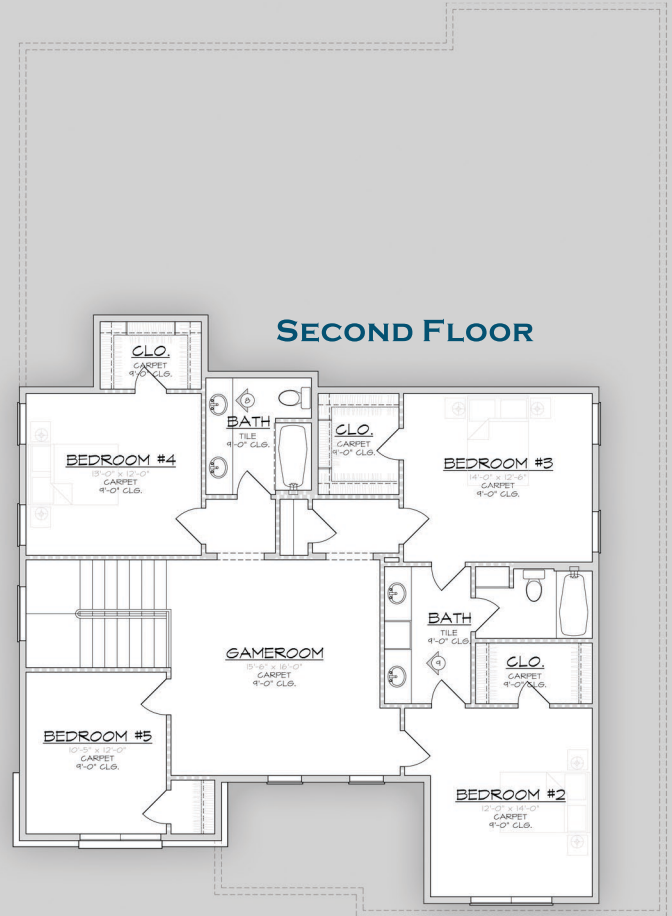 SECOND FLOOR
CLO.
CARPET
9'-0" CLG.
8
BATH
TILE
9'-0" CLG.
CLO.
CARPET
9'-0" CLG.
BEDROOM #4
13'-0" x 12'-0"
CARPET
9'-0" CLG.
BEDROOM #3
14'-0" x 12'-6"
CARPET
9'-0" CLG.
BATH
TILE
9'-0" CLG.
9
GAMEROOM
15'-6" x 16'-0"
CARPET
9'-0" CLG.
CLO.
CARPET
9'-0" CLG.
BEDROOM #5
10'-5" x 12'-0"
CARPET
9'-0" CLG.
BEDROOM #2
12'-0" x 14'-0"
CARPET
9'-0" CLG.